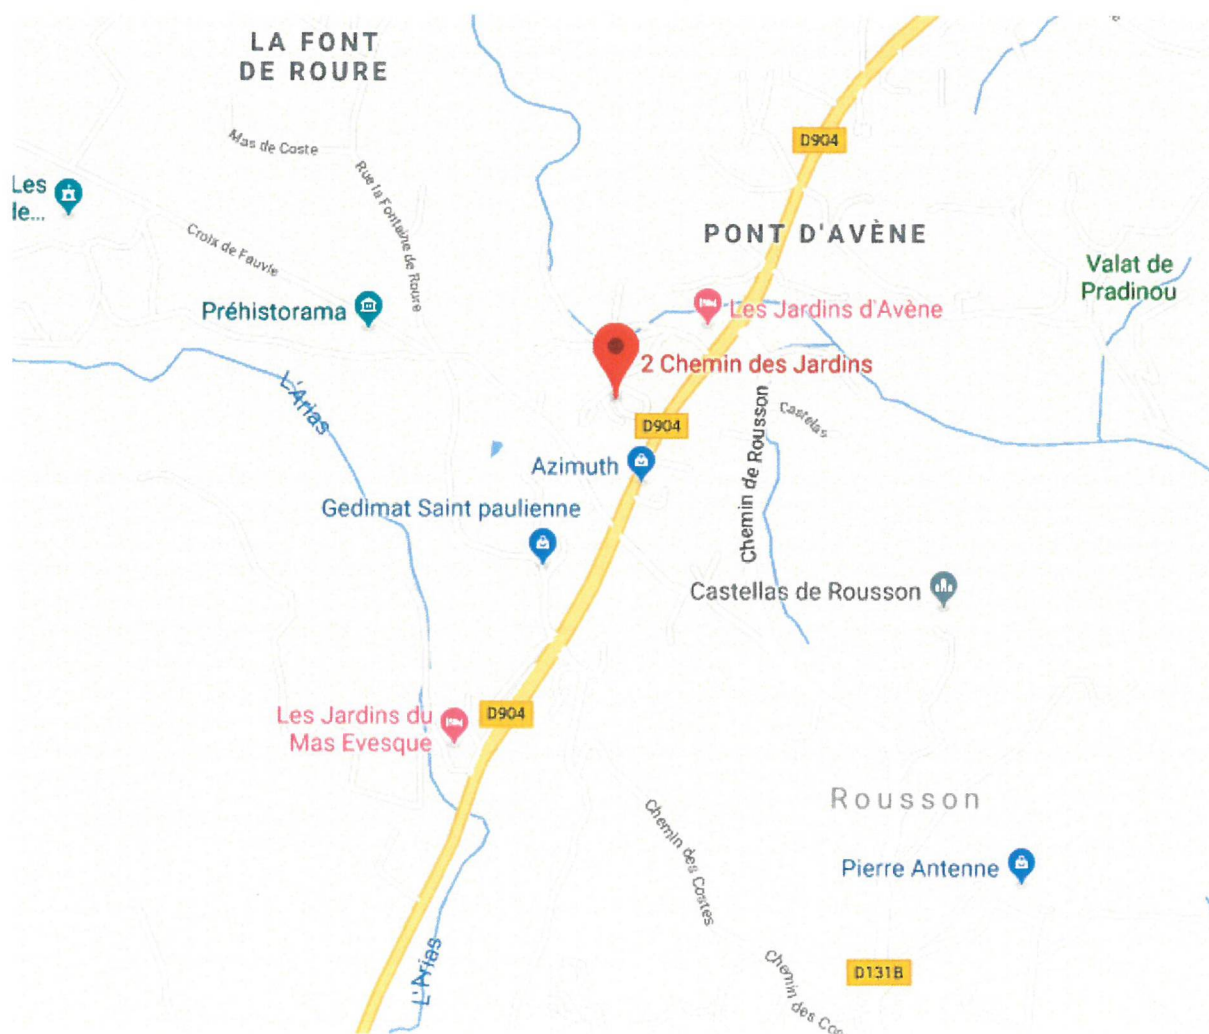 LA FONT
DE ROURE
D904
Mas de Coste
Rue la Fontaine de Roure
Les
le...
PONT D'AVÈNE
Croix de Fauvie
Valat de
Pradinou
Préhistorama
Les Jardins d'Avène
2 Chemin des Jardins
L'Arias
Castelas
D904
Chemin de Rousson
Azimuth
Gedimat Saint paulienne
Castellas de Rousson
Les Jardins du
Mas Evesque
D904
Rousson
Chemin des Costes
Pierre Antenne
L'Arias
Chemin des Cos
D131B